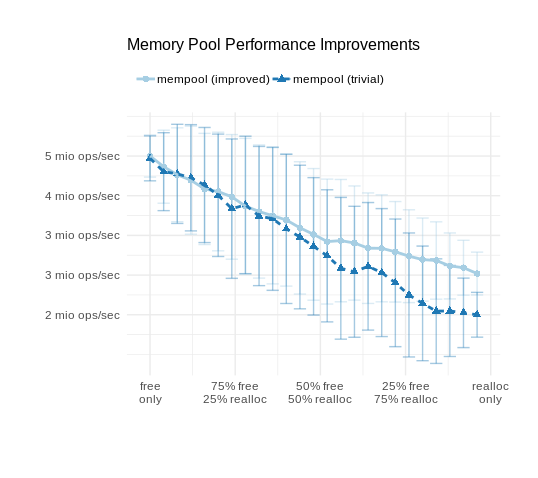 Memory Pool Performance Improvements
mempool (improved) mempool (trivial)
5 mio ops/sec
4 mio ops/sec
3 mio ops/sec
3 mio ops/sec
2 mio ops/sec
free 75% free 50% free 25% free realloc
only 25% realloc 50% realloc 75% realloc only